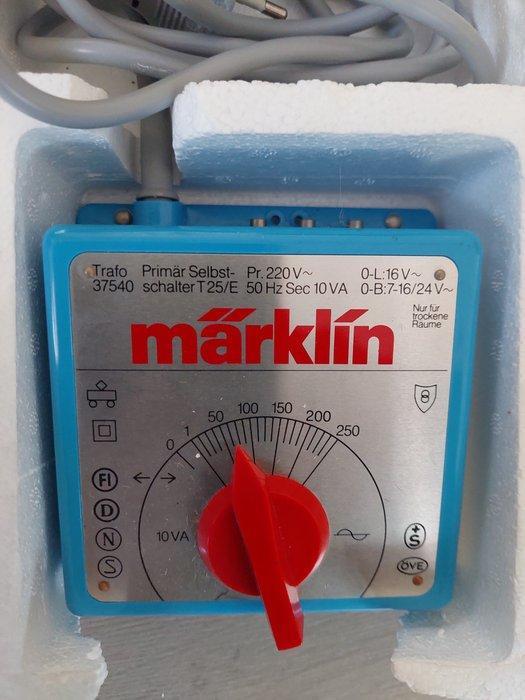 Trafo Primär Selbst- Pr. 220 V~ 0-L:16 V~
37540 schalter T 25/E 50 Hz Sec 10 VA 0-B:7-16/24 V~
Nur für
trockene
Räume
märklin
0 1 50 100 150 200 250
8
FI
D
10 VA
N
+S
S
ÖVE